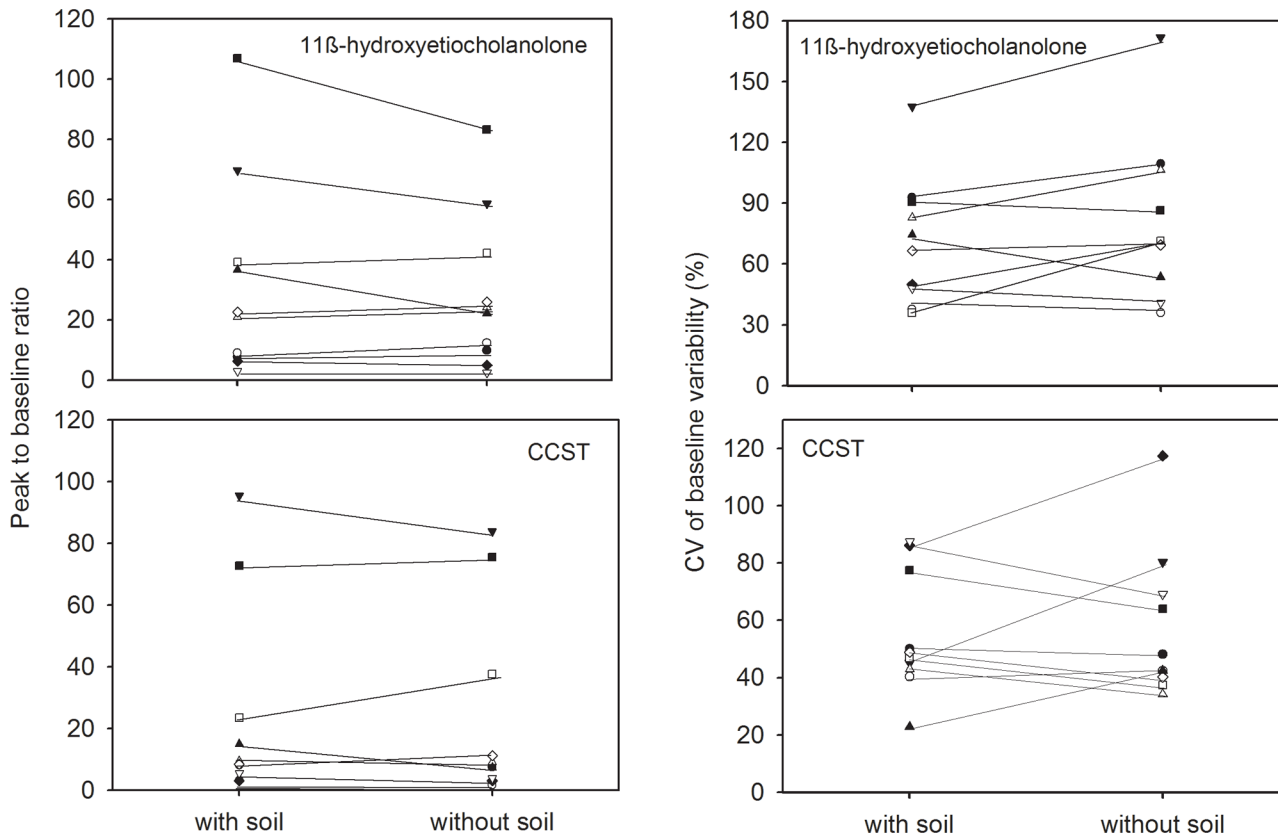 120
100
80
60
40
20
0
11ß-hydroxyetiocholanolone
180
150
120
90
60
30
0
11ß-hydroxyetiocholanolone
Peak to baseline ratio
CV of baseline variability (%)
120
100
80
60
40
20
0
CCST
with soil
without soil
120
100
80
60
40
20
0
CCST
with soil
without soil